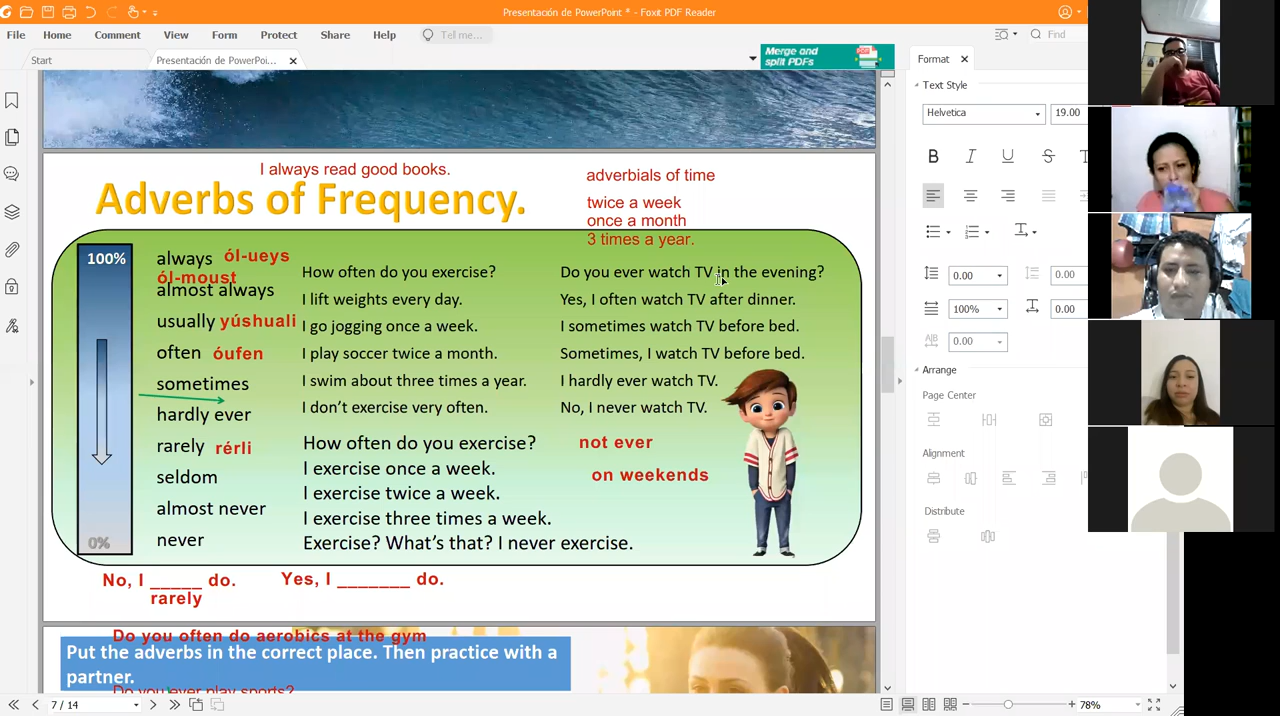 Presentación de PowerPoint * - Foxit PDF Reader
File Home Comment View Form Protect Share Help Tell me... Find
Start
Presentación de PowerPoi...
Merge and split PDFs
I always read good books.
Adverbs of Frequency.
adverbials of time
twice a week
once a month
3 times a year.
100%
0%
always ól-ueys
ól-moust
almost always
usually yúshuali
often óufen
sometimes
hardly ever
rarely rérli
seldom
almost never
never
How often do you exercise?
I lift weights every day.
I go jogging once a week.
I play soccer twice a month.
I swim about three times a year.
I don't exercise very often.
How often do you exercise?
I exercise once a week.
I exercise twice a week.
I exercise three times a week.
Exercise? What's that? I never exercise.
Do you ever watch TV in the evening?
Yes, I often watch TV after dinner.
I sometimes watch TV before bed.
Sometimes, I watch TV before bed.
I hardly ever watch TV.
No, I never watch TV.
not ever
on weekends
No, I _____ do.
rarely
Yes, I _______ do.
Do you often do aerobics at the gym
Put the adverbs in the correct place. Then practice with a
partner.
Do you ever play sports?
Format
Text Style
Helvetica 19.00
B I U S T
0.00 0.00
100% 0.00
0.00
Arrange
Page Center
Alignment
Distribute
7 / 14
78%